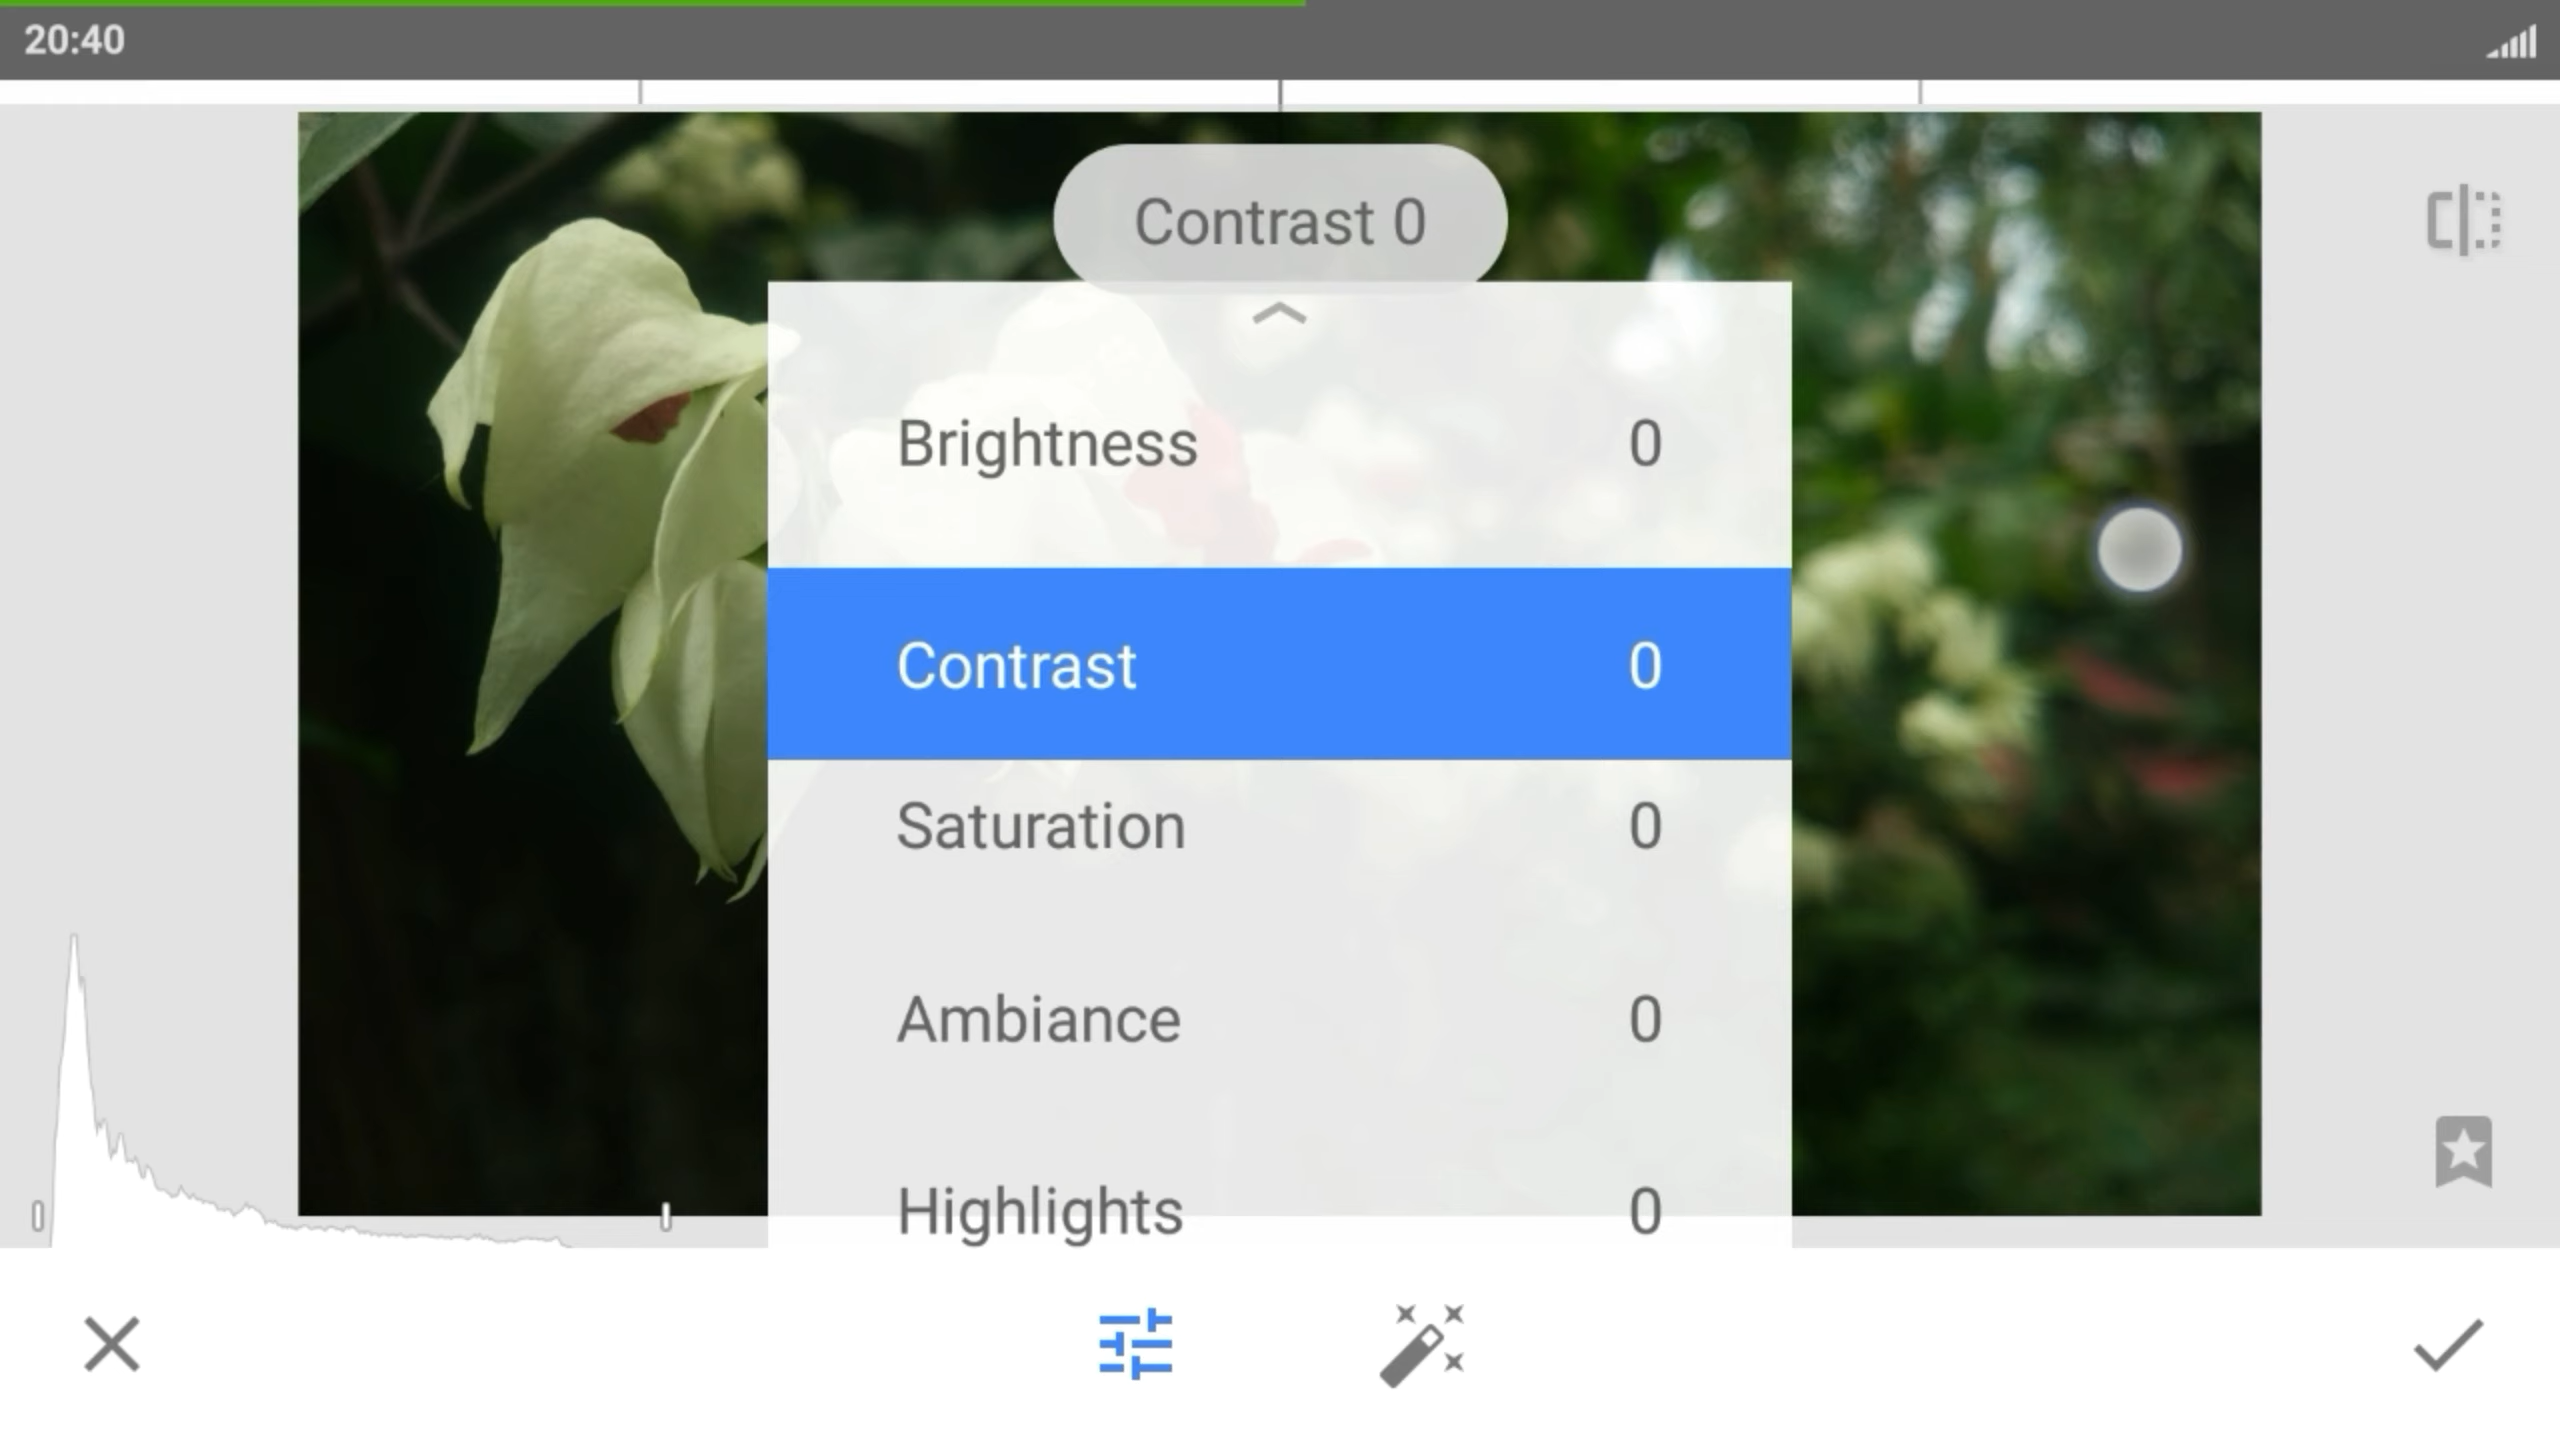 20:40
Contrast 0
Brightness 0
Contrast 0
Saturation 0
Ambiance 0
Highlights 0